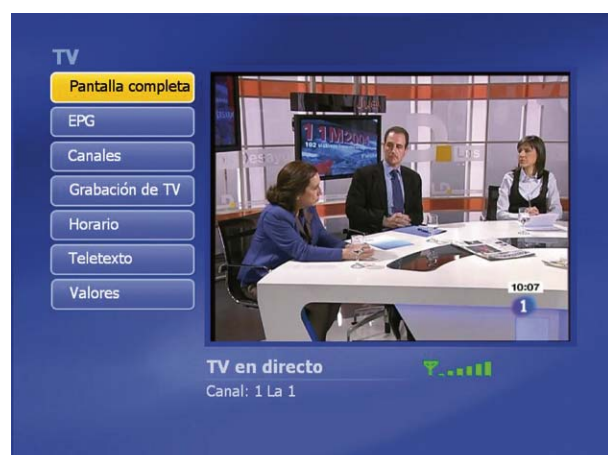 TV
Pantalla completa
EPG
Canales
Grabación de TV
Horario
Teletexto
Valores
11M2004
10:07
1
TV en directo
Canal: 1 La 1